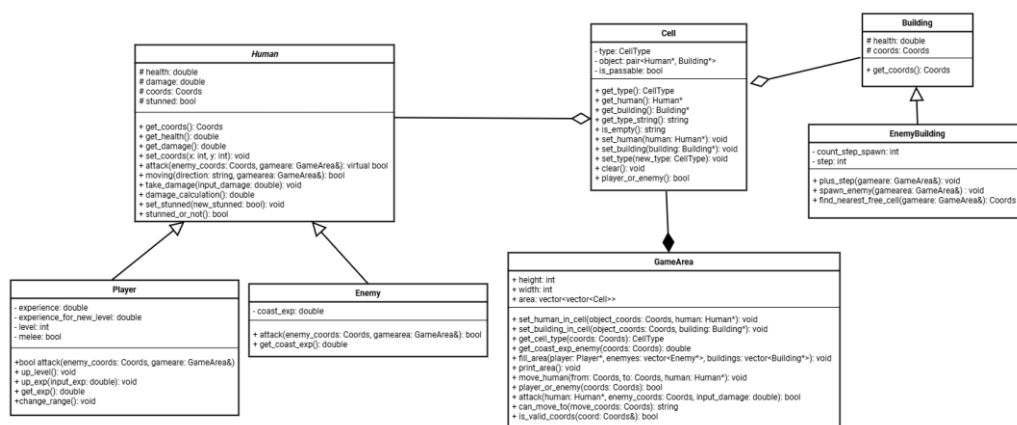 Human
# health: double
# damage: double
# coords: Coords
# stunned: bool
+ get_coords(): Coords
+ get_health(): double
+ get_damage(): double
+ set_coords(x: int, y: int): void
+ attack(enemy_coords: Coords, gameare: GameArea&): virtual bool
+ moving(direction: string, gamearea: GameArea&): bool
+ take_damage(input_damage: double): void
+ damage_calculation(): double
+ set_stunned(new_stunned: bool): void
+ stunned_or_not(): bool
Cell
- type: CellType
- object: pair<Human*, Building*>
- is_passable: bool
+ get_type(): CellType
+ get_human(): Human*
+ get_building(): Building*
+ get_type_string(): string
+ is_empty(): string
+ set_human(human: Human*): void
+ set_building(building: Building*): void
+ set_type(new_type: CellType): void
+ clear(): void
+ player_or_enemy(): bool
Building
# health: double
# coords: Coords
+ get_coords(): Coords
EnemyBuilding
- count_step_spawn: int
- step: int
+ plus_step(gameare: GameArea&): void
+ spawn_enemy(gamearea: GameArea&) : void
+ find_nearest_free_cell(gameare: GameArea&): Coords
Player
- experience: double
- experience_for_new_level: double
- level: int
- melee: bool
+bool attack(enemy_coords: Coords, gameare: GameArea&)
+ up_level(): void
+ up_exp(input_exp: double): void
+ get_exp(): double
+change_range(): void
Enemy
- coast_exp: double
+ attack(enemy_coords: Coords, gamearea: GameArea&): bool
+ get_coast_exp(): double
GameArea
+ height: int
+ width: int
+ area: vector<vector<Cell>>
+ set_human_in_cell(object_coords: Coords, human: Human*): void
+ set_building_in_cell(object_coords: Coords, building: Building*): void
+ get_cell_type(coords: Coords): CellType
+ get_coast_exp_enemy(coords: Coords): double
+ fill_area(player: Player*, enemyes: vector<Enemy*>, buildings: vector<Building*>): void
+ print_area(): void
+ move_human(from: Coords, to: Coords, human: Human*): void
+ player_or_enemy(coords: Coords): bool
+ attack(human: Human*, enemy_coords: Coords, input_damage: double): bool
+ can_move_to(move_coords: Coords): string
+ is_valid_coords(coord: Coords&): bool